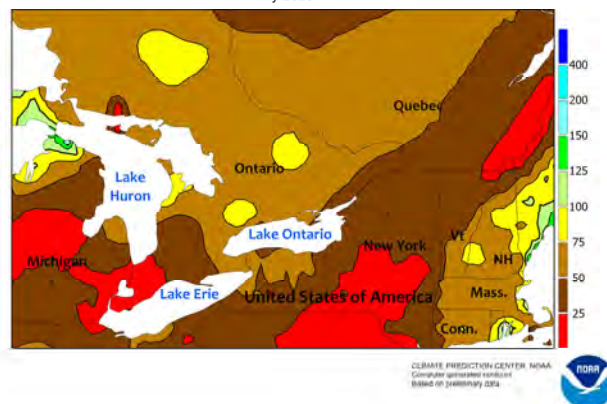 Quebec
Ontario
Lake
Huron
Lake Ontario
Vt
New York
NH
Michigan
Lake Erie
United States of America
Mass.
Conn.
400
200
150
125
100
75
50
25
CLIMATE PREDICTION CENTER, NOAA
Computer generated contours
Based on preliminary data
NOAA